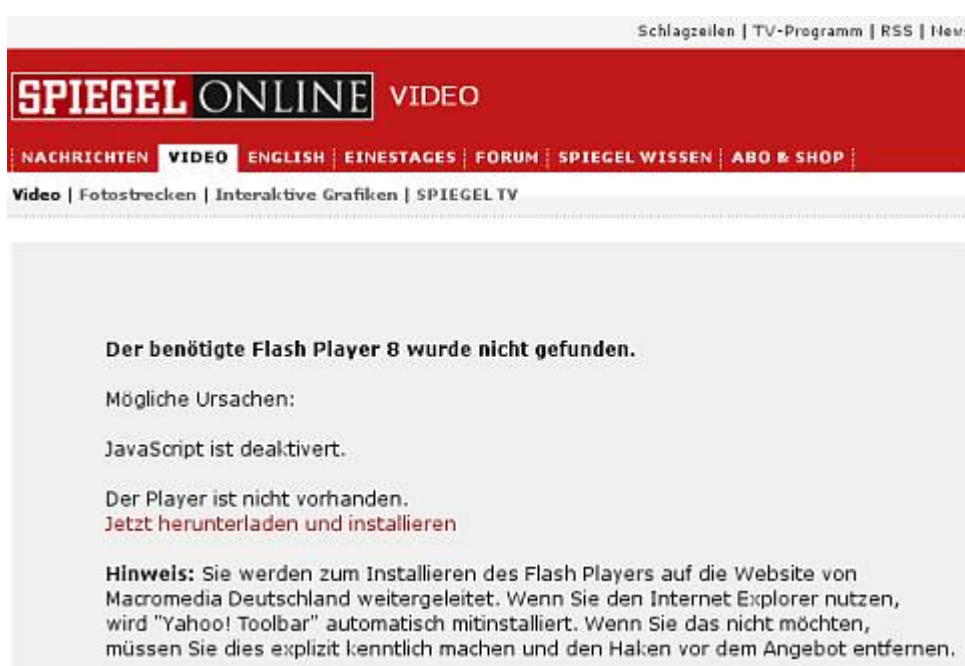 Schlagzeilen | TV-Programm | RSS | New
SPIEGEL ONLINE VIDEO
NACHRICHTEN VIDEO ENGLISH EINESTAGES FORUM SPIEGEL WISSEN ABO & SHOP
Video | Fotostrecken | Interaktive Grafiken | SPIEGEL TV
Der benötigte Flash Player 8 wurde nicht gefunden.
Mögliche Ursachen:
JavaScript ist deaktivert.
Der Player ist nicht vorhanden.
Jetzt herunterladen und installieren
Hinweis: Sie werden zum Installieren des Flash Players auf die Website von
Macromedia Deutschland weitergeleitet. Wenn Sie den Internet Explorer nutzen,
wird "Yahoo! Toolbar" automatisch mitinstalliert. Wenn Sie das nicht möchten,
müssen Sie dies explizit kenntlich machen und den Haken vor dem Angebot entfernen.